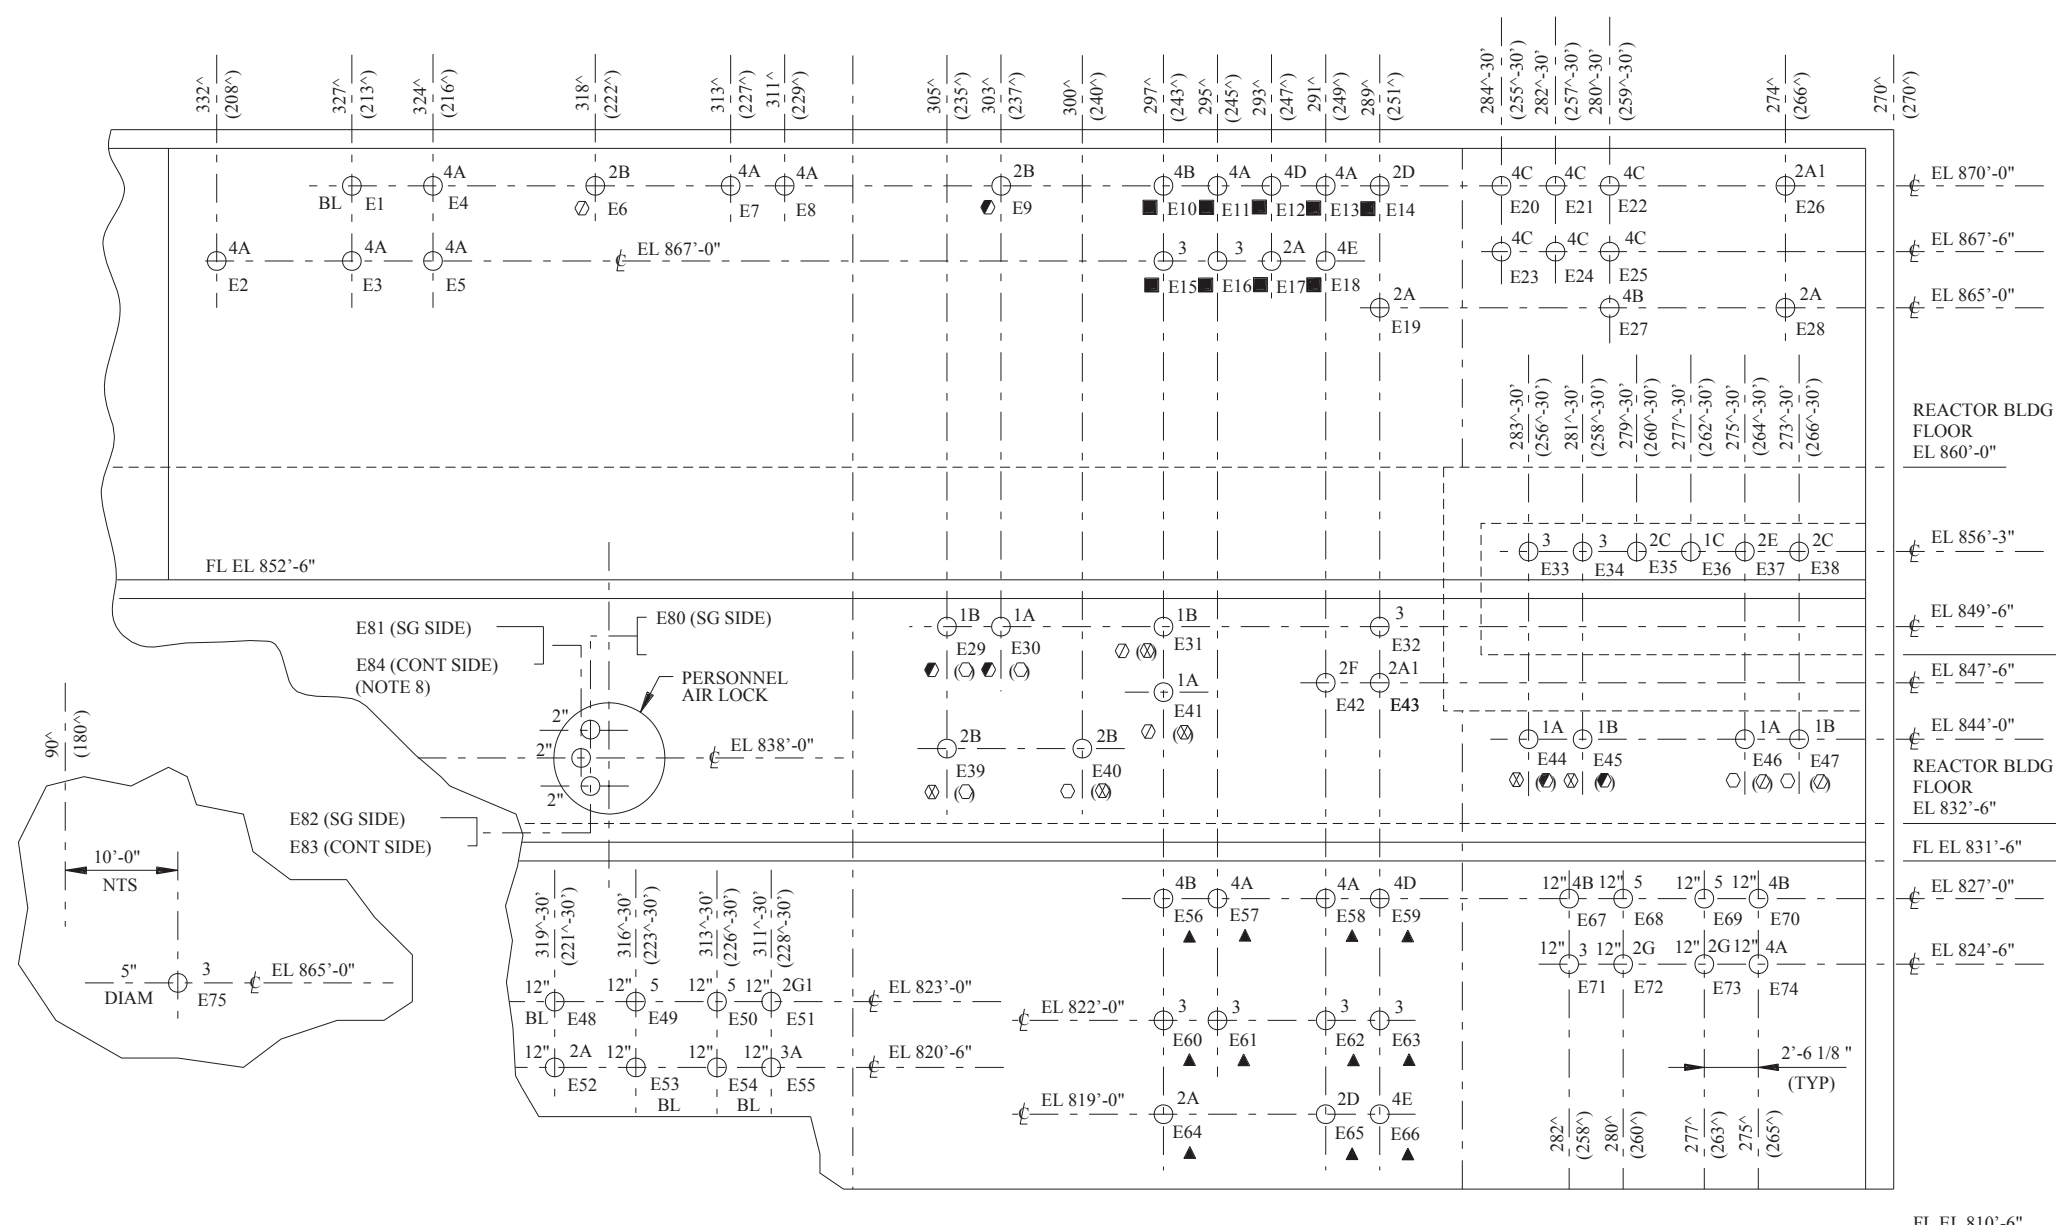 332^ (208^)
327^ (213^)
324^ (216^)
318^ (222^)
313^ (227^)
311^ (229^)
305^ (235^)
303^ (237^)
300^ (240^)
297^ (243^)
295^ (245^)
293^ (247^)
291^ (249^)
289^ (251^)
284^-30' (255^-30')
282^-30' (257^-30')
280^-30' (259^-30')
274^ (266^)
270^ (270^)
4A 2B 4A 4A 2B 4B 4A 4D 4A 2D 4C 4C 4C 2A1 EL 870'-0"
BL E1 E4 E6 E7 E8 E9 E10 E11 E12 E13 E14 E20 E21 E22 E26
4A 4A 4A EL 867'-0" 3 3 2A 4E 4C 4C 4C EL 867'-6"
E2 E3 E5 E15 E16 E17 E18 E23 E24 E25
2A 4B 2A EL 865'-0"
E19 E27 E28
283^-30' (256^-30')
281^-30' (258^-30')
279^-30' (260^-30')
277^-30' (262^-30')
275^-30' (264^-30')
273^-30' (266^-30')
REACTOR BLDG
FLOOR
EL 860'-0"
3 3 2C 1C 2E 2C EL 856'-3"
E33 E34 E35 E36 E37 E38
FL EL 852'-6"
E81 (SG SIDE) E80 (SG SIDE) 1B 1A 1B 3 EL 849'-6"
E29 E30 E31 E32
E84 (CONT SIDE)
(NOTE 8)
PERSONNEL
AIR LOCK
1A 2F 2A1 EL 847'-6"
E41 E42 E43
2" 2B 2B 1A 1B 1A 1B EL 844'-0"
2" EL 838'-0" E39 E40 E44 E45 E46 E47
2"
90^ (180^)
REACTOR BLDG
FLOOR
EL 832'-6"
E82 (SG SIDE)
E83 (CONT SIDE)
FL EL 831'-6"
10'-0"
NTS
4B 4A 4A 4D 12" 4B 12" 5 12" 5 12" 4B EL 827'-0"
E56 E57 E58 E59 E67 E68 E69 E70
319^-30' (221^-30')
316^-30' (223^-30')
313^-30' (226^-30')
311^-30' (228^-30')
12" 3 12" 2G 12" 2G 12" 4A EL 824'-6"
E71 E72 E73 E74
5" 3 EL 865'-0"
DIAM E75
12" 12" 5 12" 5 12" 2G1 EL 823'-0"
BL E48 E49 E50 E51
EL 822'-0" 3 3 3 3
E60 E61 E62 E63
12" 2A 12" 12" 12" 3A EL 820'-6"
E52 E53 E54 E55
BL BL
2'-6 1/8 "
(TYP)
EL 819'-0" 2A 2D 4E
E64 E65 E66
282^ (258^)
280^ (260^)
277^ (263^)
275^ (265^)
FL EL 810'-6"